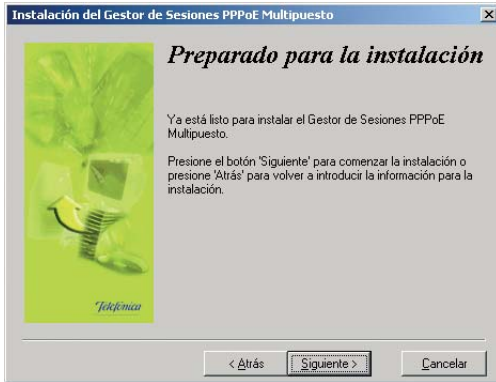 Instalación del Gestor de Sesiones PPPoE Multipuesto
Preparado para la instalación
Ya está listo para instalar el Gestor de Sesiones PPPoE
Multipuesto.
Presione el botón 'Siguiente' para comenzar la instalación o
presione 'Atrás' para volver a introducir la información para la
instalación.
Telefónica
< Atrás
Siguiente >
Cancelar